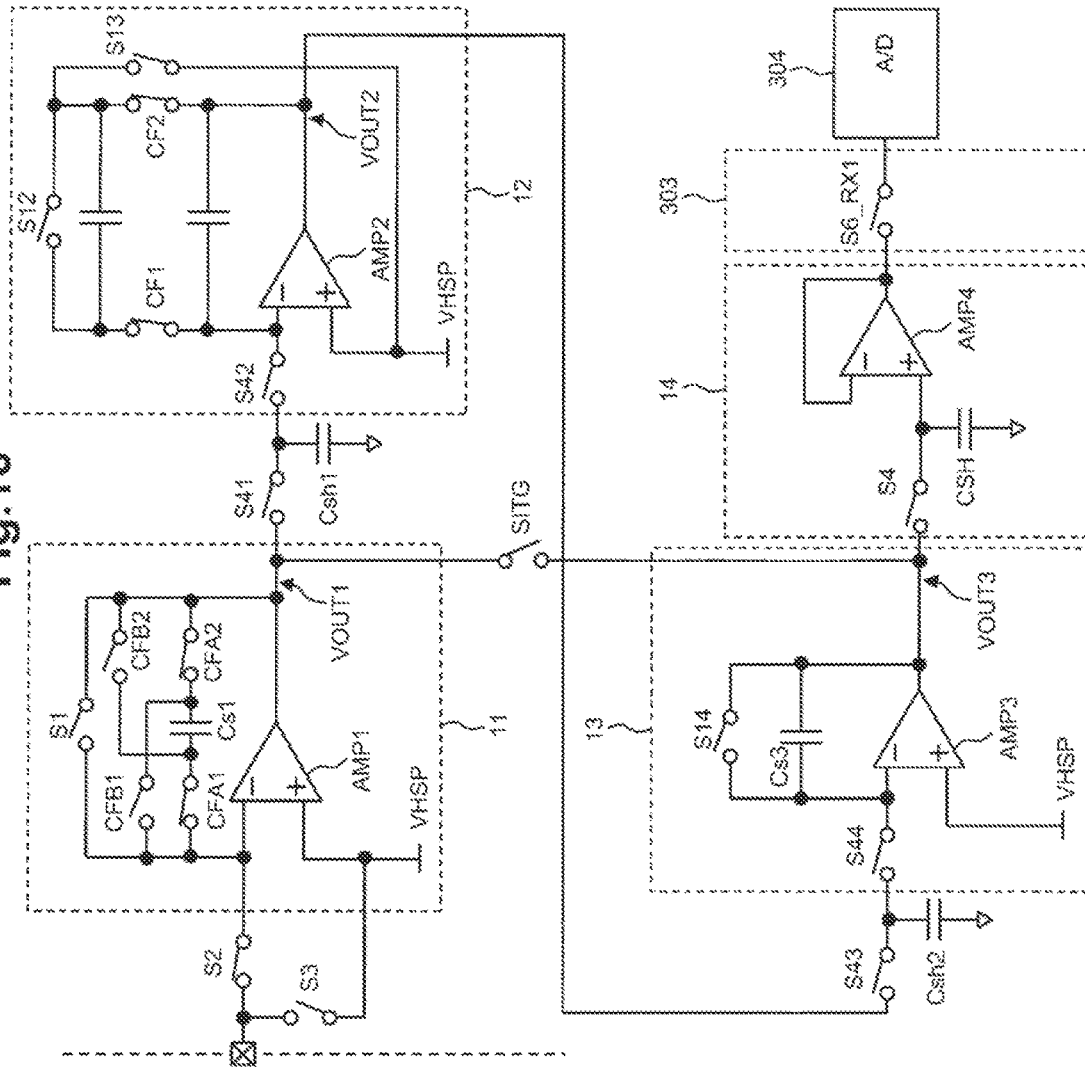 S1
CFB2
CFB1
CFA2
Cs1
CFA1
AMP1
VOUT1
11
VHSP
S2
S3
S41
Csh1
S42
S12
S13
CF1
CF2
VOUT2
AMP2
12
VHSP
SITG
S43
Csh2
S44
13
S14
Cs3
AMP3
VOUT3
VHSP
S4
CSH
14
AMP4
303
S6_RX1
304
A/D